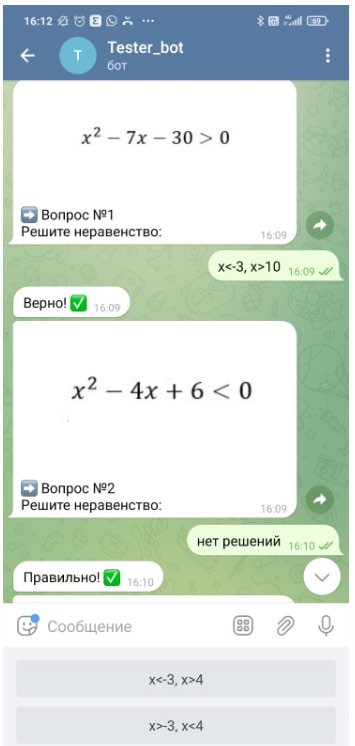 16:12
69
Tester_bot
T
бот
x² − 7x − 30 > 0
➡️ Вопрос №1
Решите неравенство:
16:09
x<-3, x>10 16:09
Верно! ✅ 16:09
x² − 4x + 6 < 0
➡️ Вопрос №2
Решите неравенство:
16:09
нет решений 16:10
Правильно! ✅ 16:10
Сообщение
x<-3, x>4
x>-3, x<4